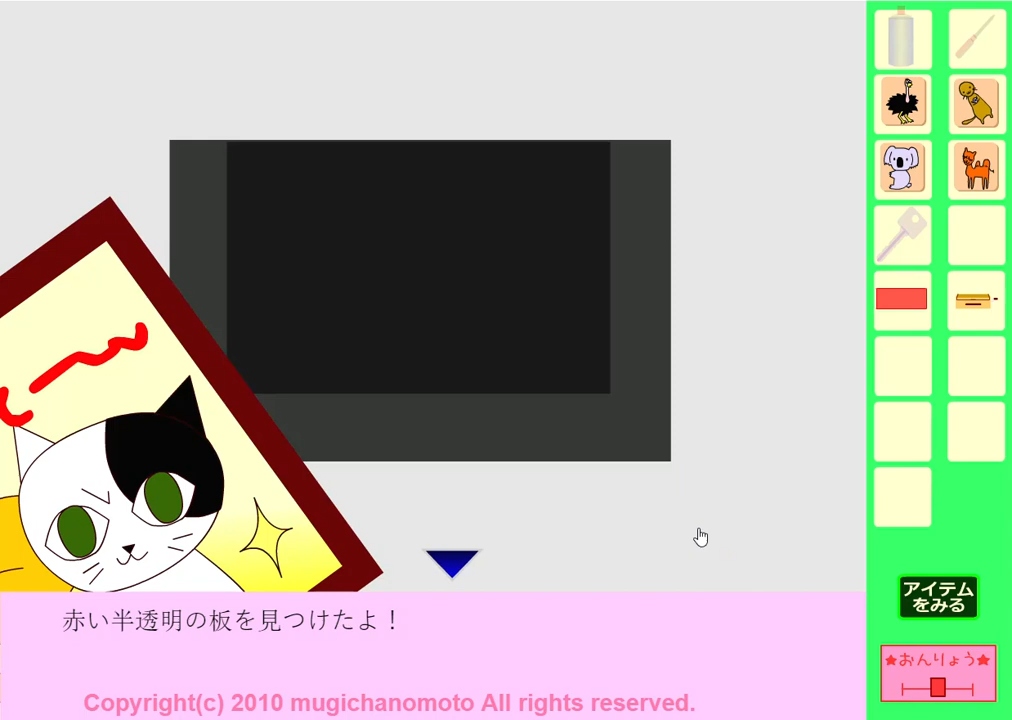 赤い半透明の板を見つけたよ！
Copyright(c) 2010 mugichanomoto All rights reserved.
アイテム
をみる
★おんりょう★